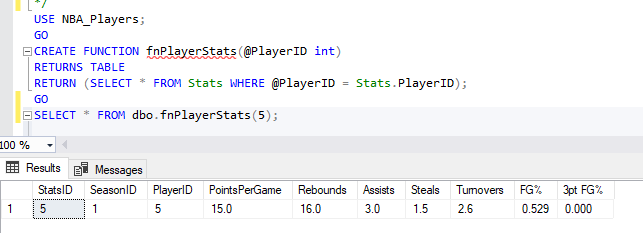 */
USE NBA_Players;
GO
CREATE FUNCTION fnPlayerStats(@PlayerID int)
RETURNS TABLE
RETURN (SELECT * FROM Stats WHERE @PlayerID = Stats.PlayerID);
GO
SELECT * FROM dbo.fnPlayerStats(5);
100 %
Results Messages
StatsID SeasonID PlayerID PointsPerGame Rebounds Assists Steals Turnovers FG% 3pt FG%
1 5 1 5 15.0 16.0 3.0 1.5 2.6 0.529 0.000